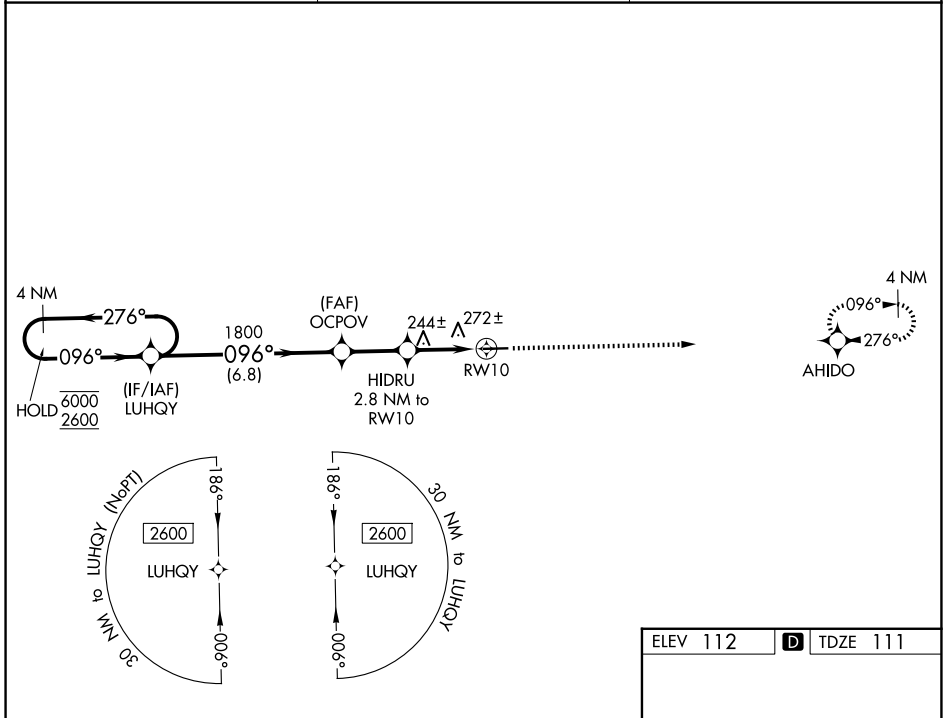 4 NM
276°
096°
HOLD
6000
2600
(IF/IAF)
LUHQY
1800
096°
(6.8)
(FAF)
OCPOV
HIDRU
2.8 NM to
RW10
244±
272±
RW10
4 NM
096°
276°
AHIDO
30 NM to LUHQY (NoPT)
186°
2600
LUHQY
006°
186°
2600
LUHQY
006°
30 NM to LUHQY
ELEV 112 D TDZE 111